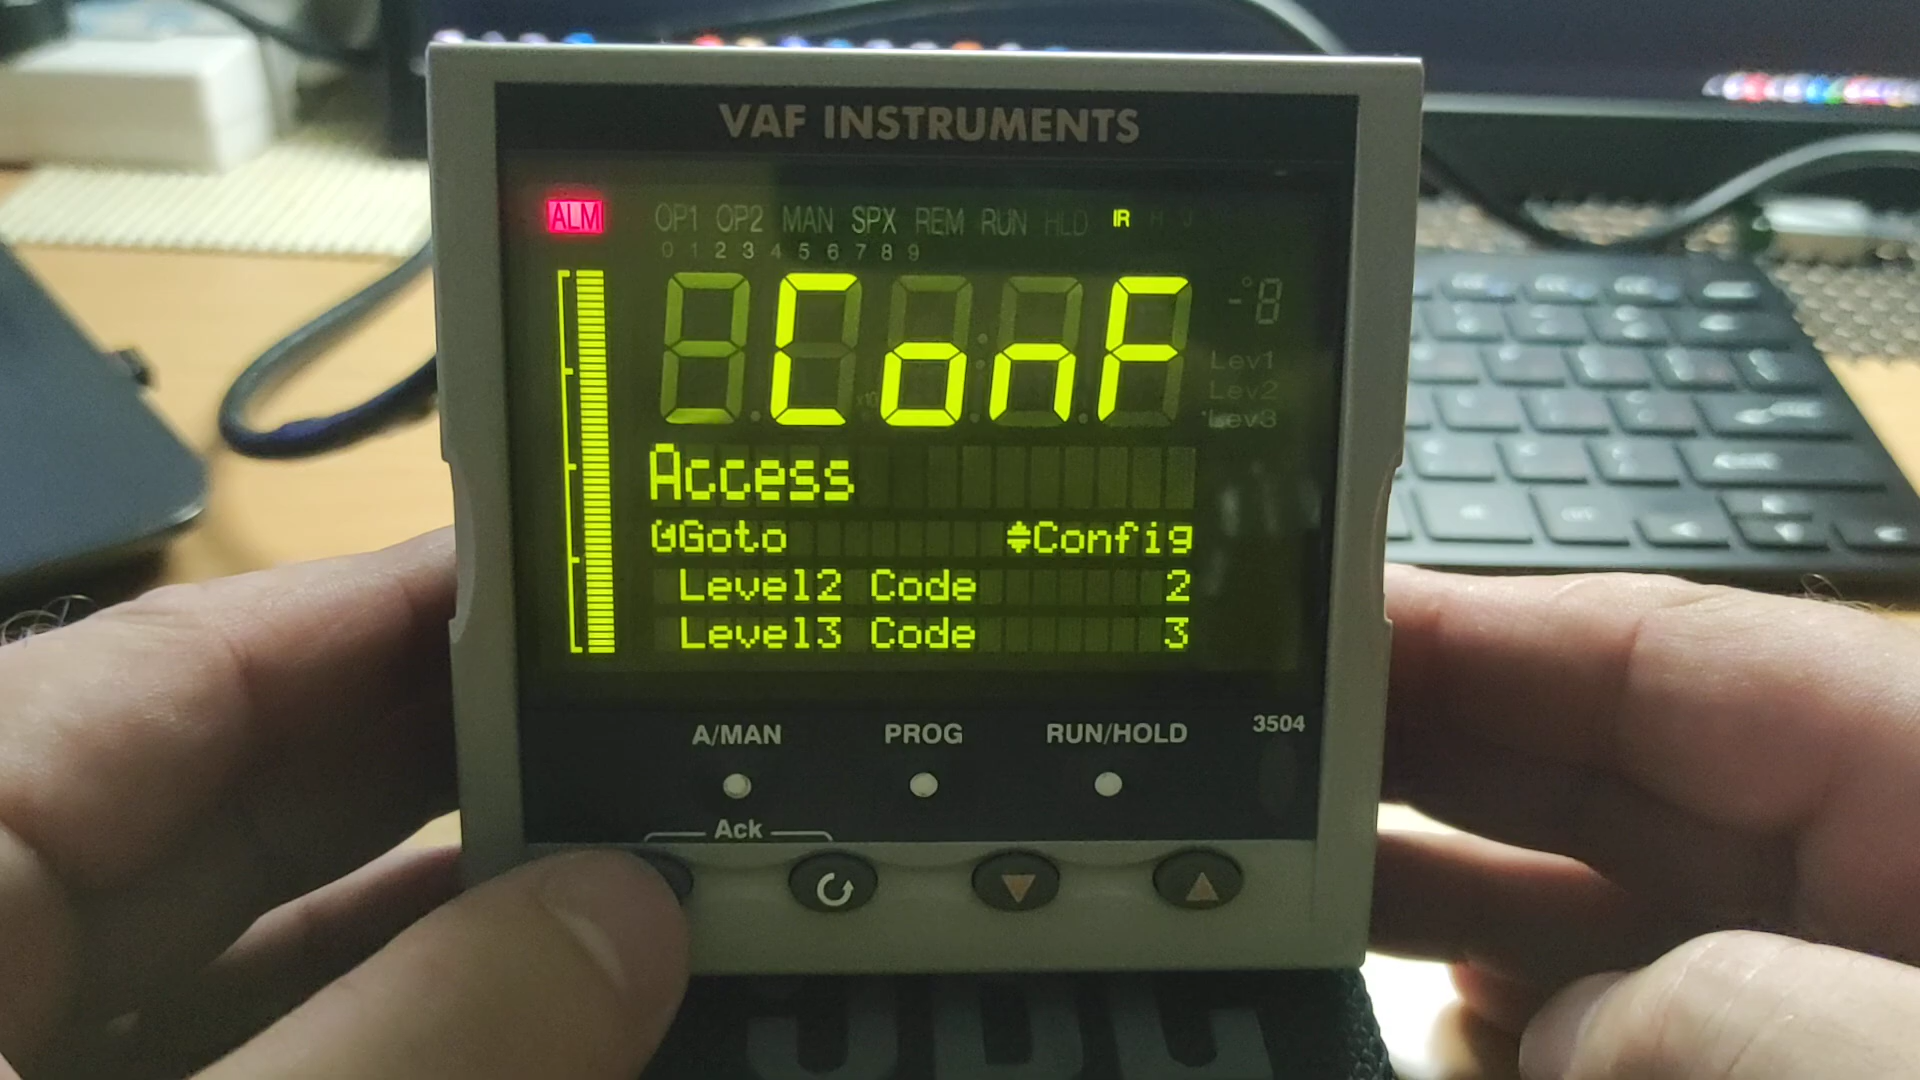 VAF INSTRUMENTS
ALM OP1 OP2 MAN SPX REM RUN HLD IR
0 1 2 3 4 5 6 7 8 9
ConF
Lev1
Lev2
Lev3
Access
Goto Config
Level2 Code 2
Level3 Code 3
A/MAN PROG RUN/HOLD 3504
Ack